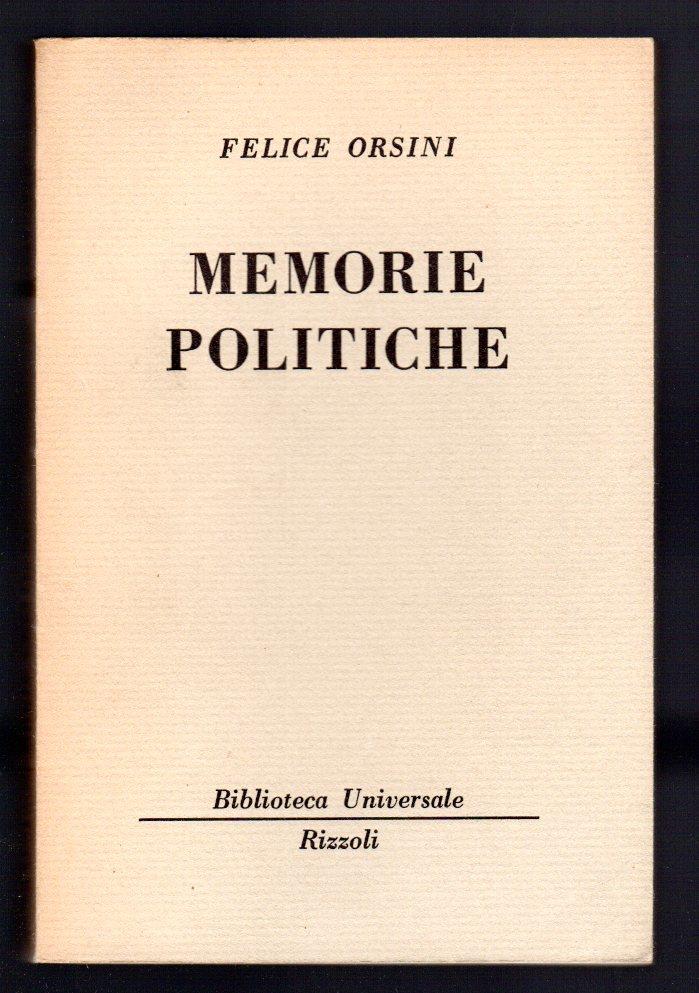 FELICE ORSINI
MEMORIE
POLITICHE
Biblioteca Universale
Rizzoli